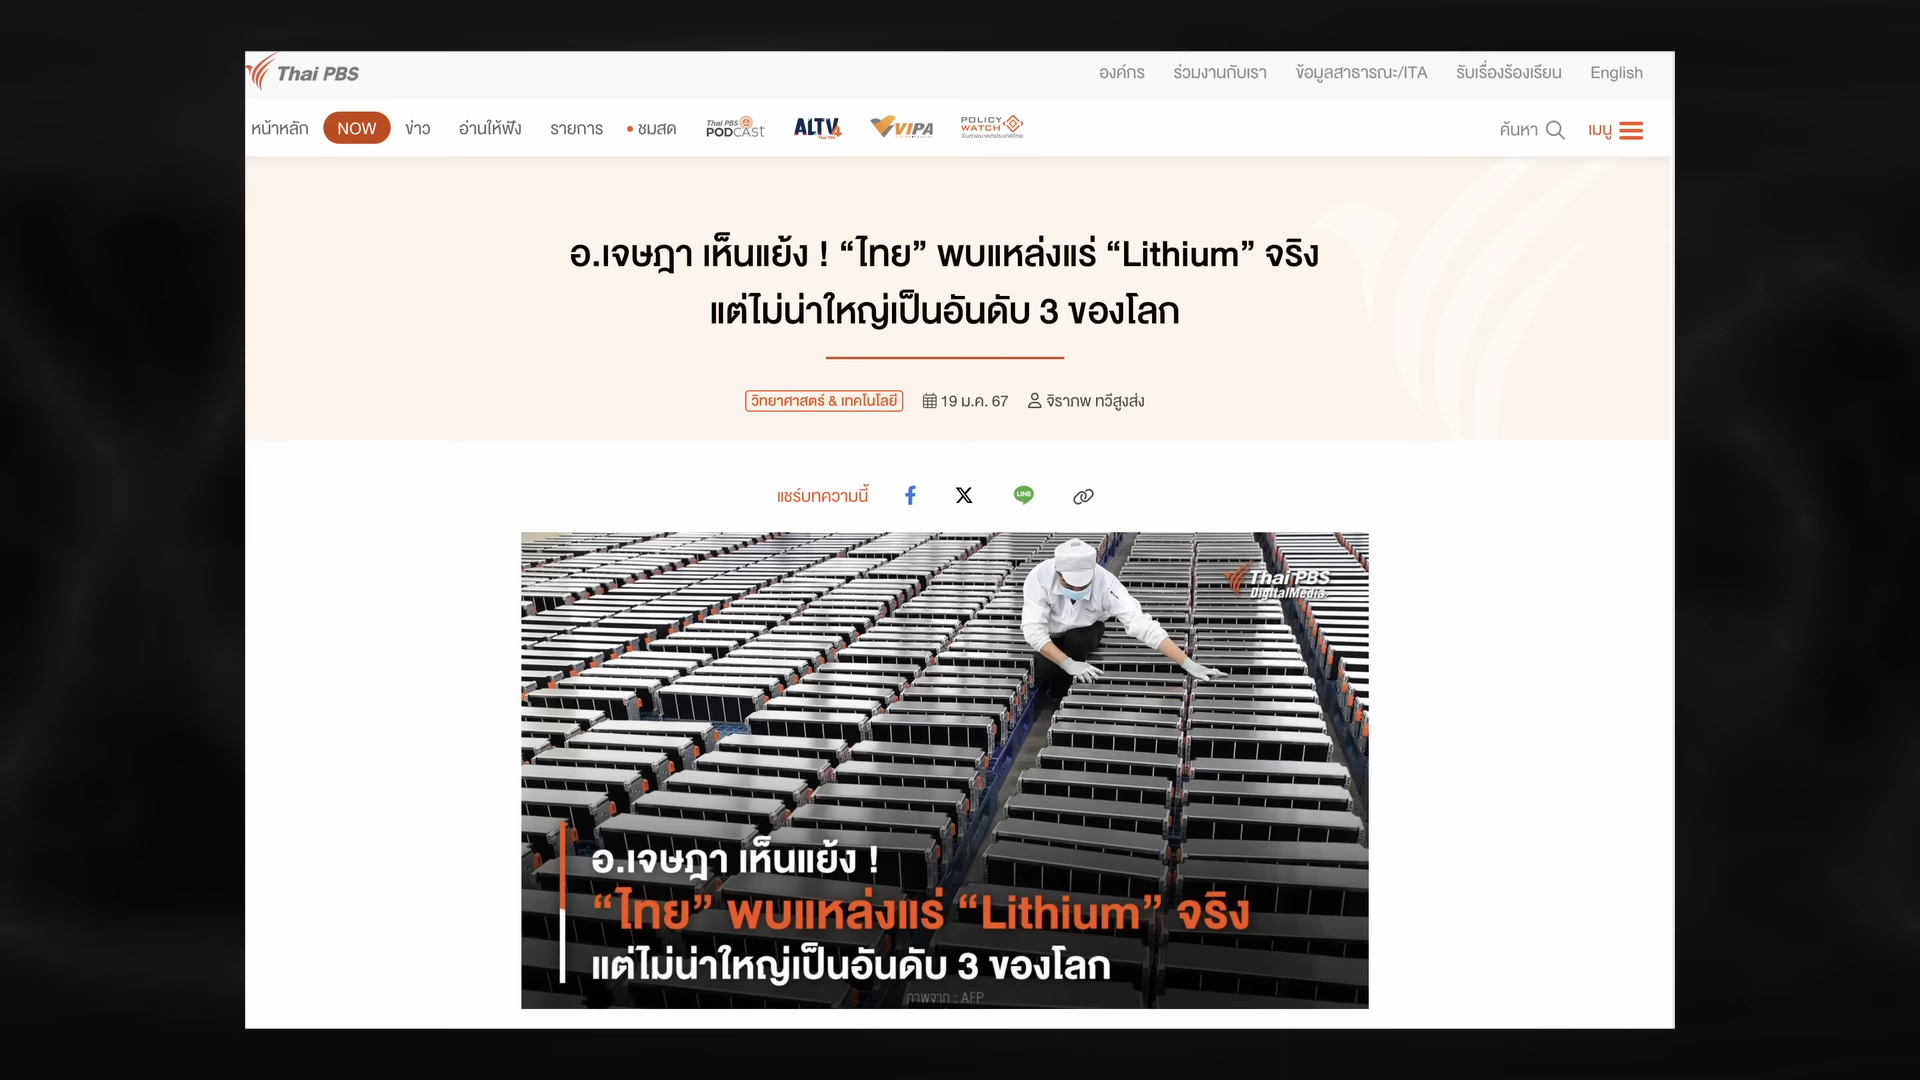 Thai PBS
องค์กร ร่วมงานกับเรา ข้อมูลสาธารณะ/ITA รับเรื่องร้องเรียน English
หน้าหลัก NOW ข่าว อ่านให้ฟัง รายการ ชมสด Thai PBS PODCAST ALTV 4 VIPA POLICY WATCH ค้นหา เมนู
อ.เจษฎา เห็นแย้ง ! “ไทย” พบแหล่งแร่ “Lithium” จริง
แต่ไม่น่าใหญ่เป็นอันดับ 3 ของโลก
วิทยาศาสตร์ & เทคโนโลยี 19 ม.ค. 67 จิราภพ ทวีสูงส่ง
แชร์บทความนี้ LINE
Thai PBS
DigitalMedia
อ.เจษฎา เห็นแย้ง !
“ไทย” พบแหล่งแร่ “Lithium” จริง
แต่ไม่น่าใหญ่เป็นอันดับ 3 ของโลก
ภาพจาก : AFP